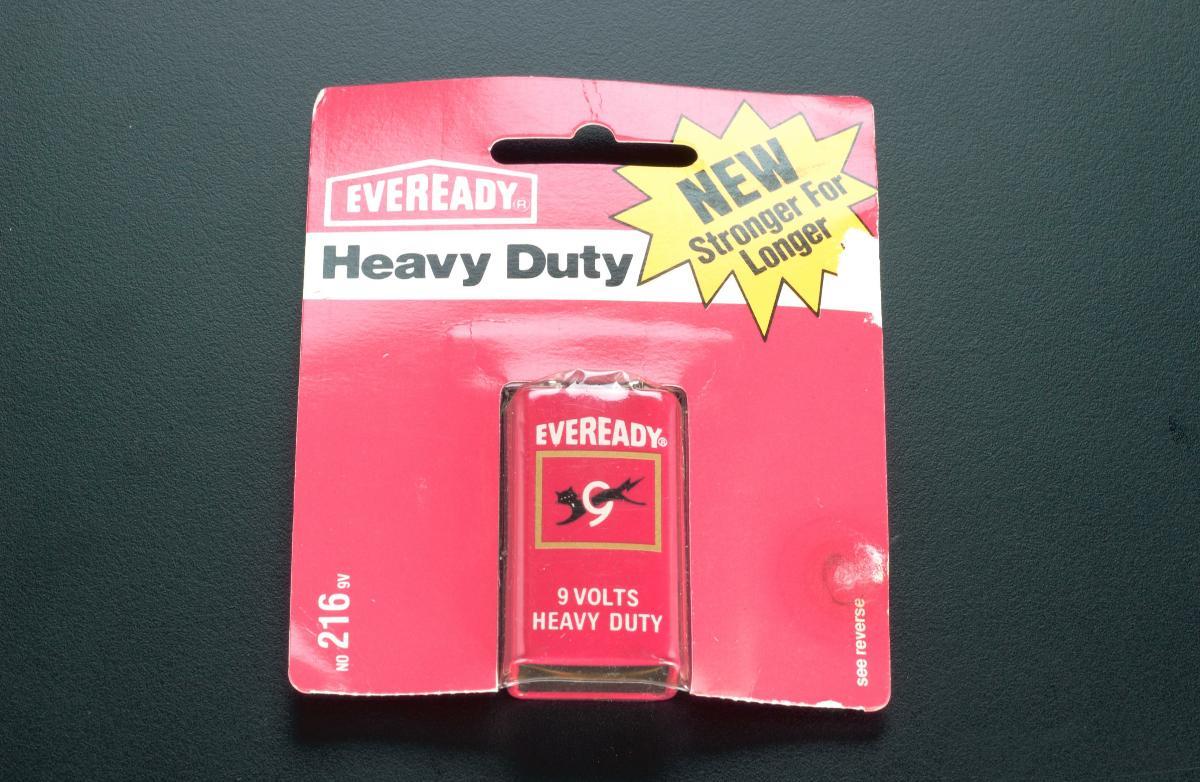 EVEREADY®
Heavy Duty
NEW
Stronger For
Longer
EVEREADY®
9
9 VOLTS
HEAVY DUTY
NO 216 9V
see reverse